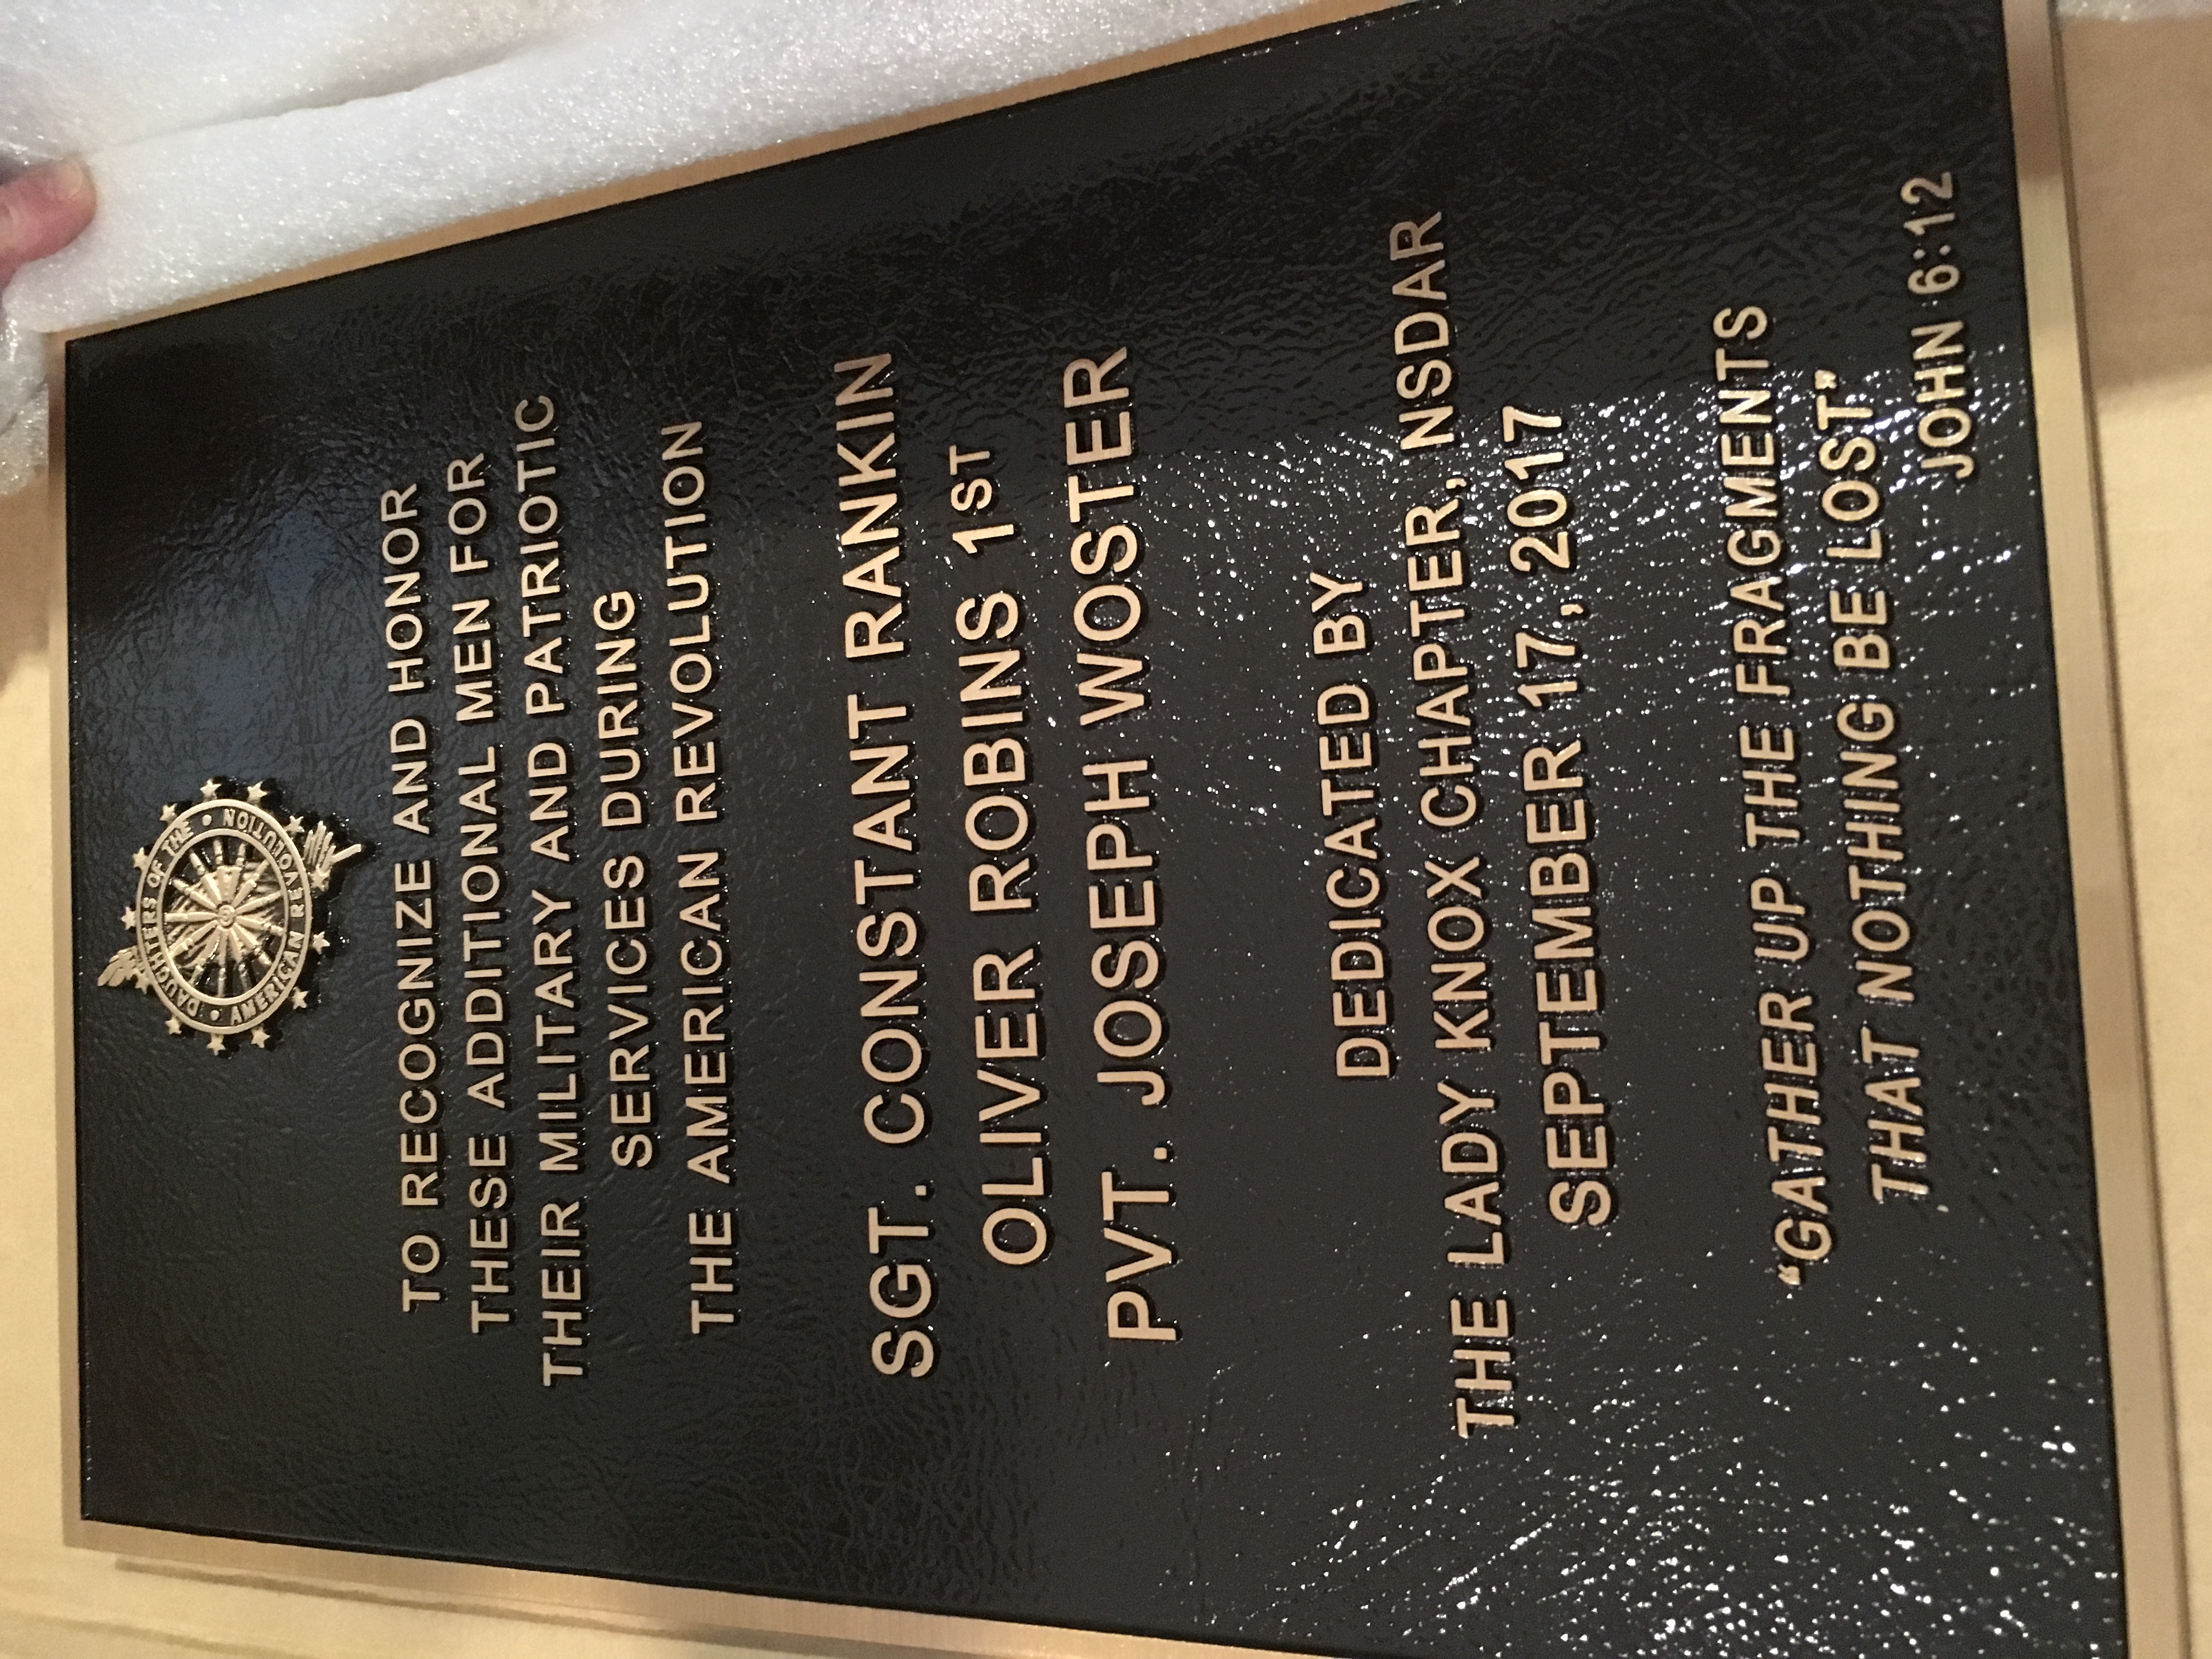 DAUGHTERS OF THE • AMERICAN REVOLUTION •
TO RECOGNIZE AND HONOR
THESE ADDITIONAL MEN FOR
THEIR MILITARY AND PATRIOTIC
SERVICES DURING
THE AMERICAN REVOLUTION
SGT. CONSTANT RANKIN
OLIVER ROBINS 1ST
PVT. JOSEPH WOSTER
DEDICATED BY
THE LADY KNOX CHAPTER, NSDAR
SEPTEMBER 17, 2017
“GATHER UP THE FRAGMENTS
THAT NOTHING BE LOST”
JOHN 6:12